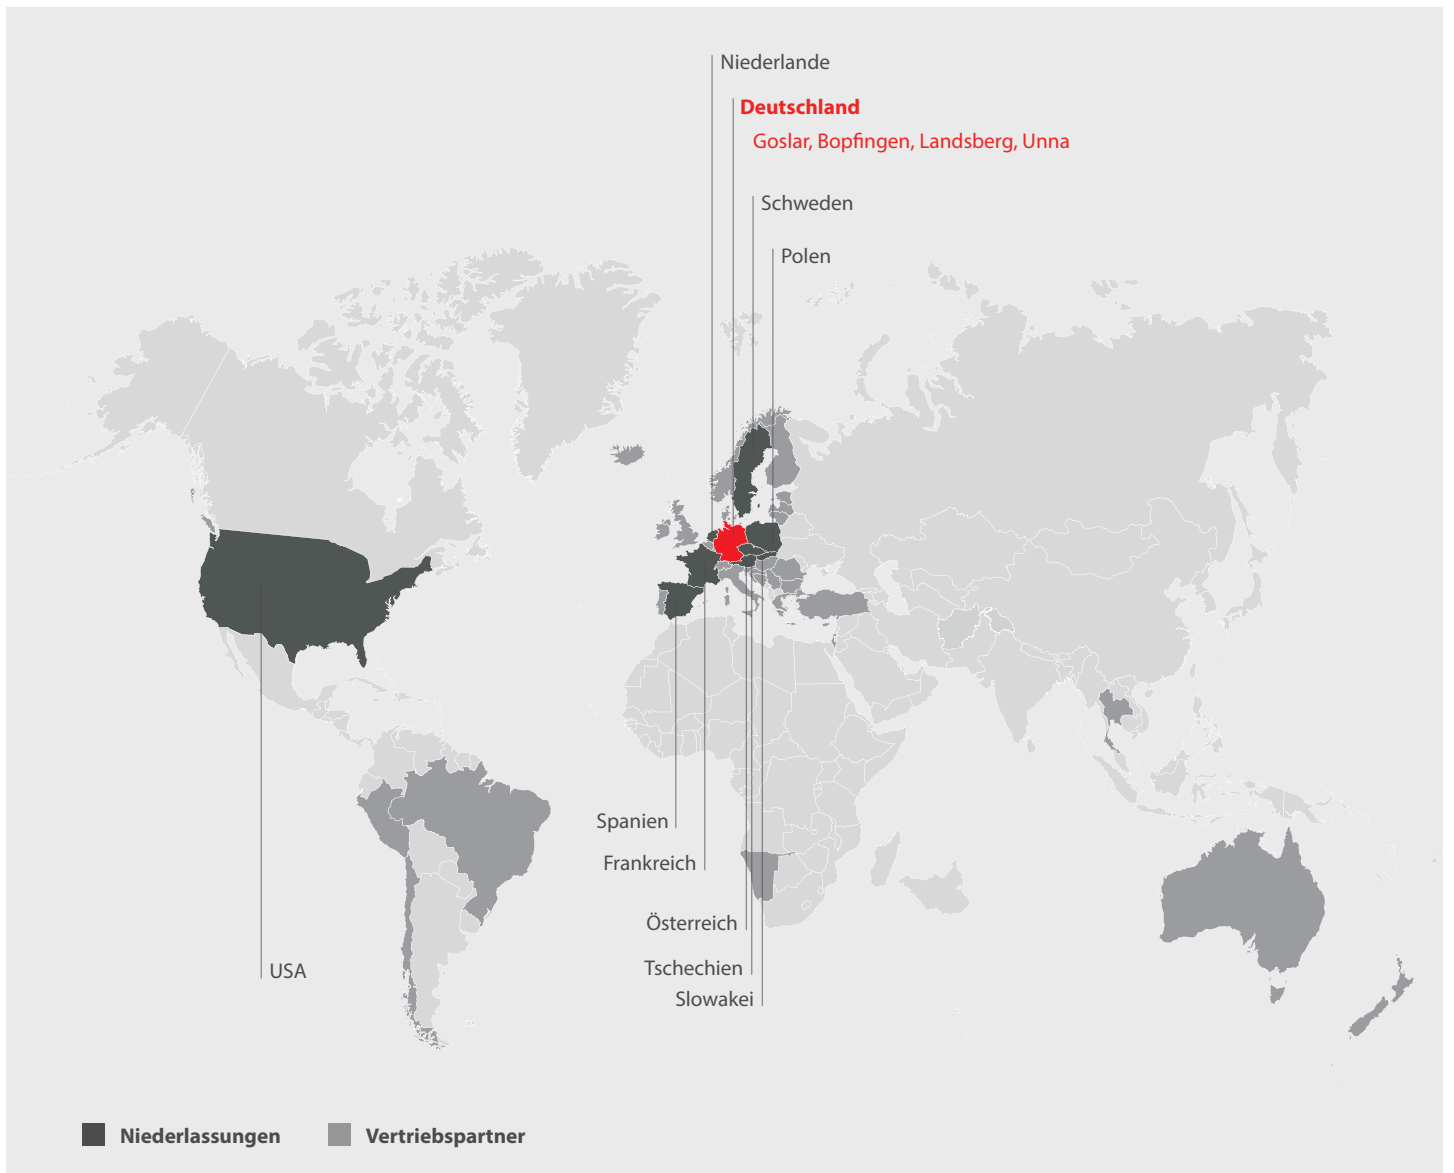 Niederlande
Deutschland
Goslar, Bopfingen, Landsberg, Unna
Schweden
Polen
Spanien
Frankreich
Österreich
Tschechien
USA
Slowakei
Niederlassungen
Vertriebspartner